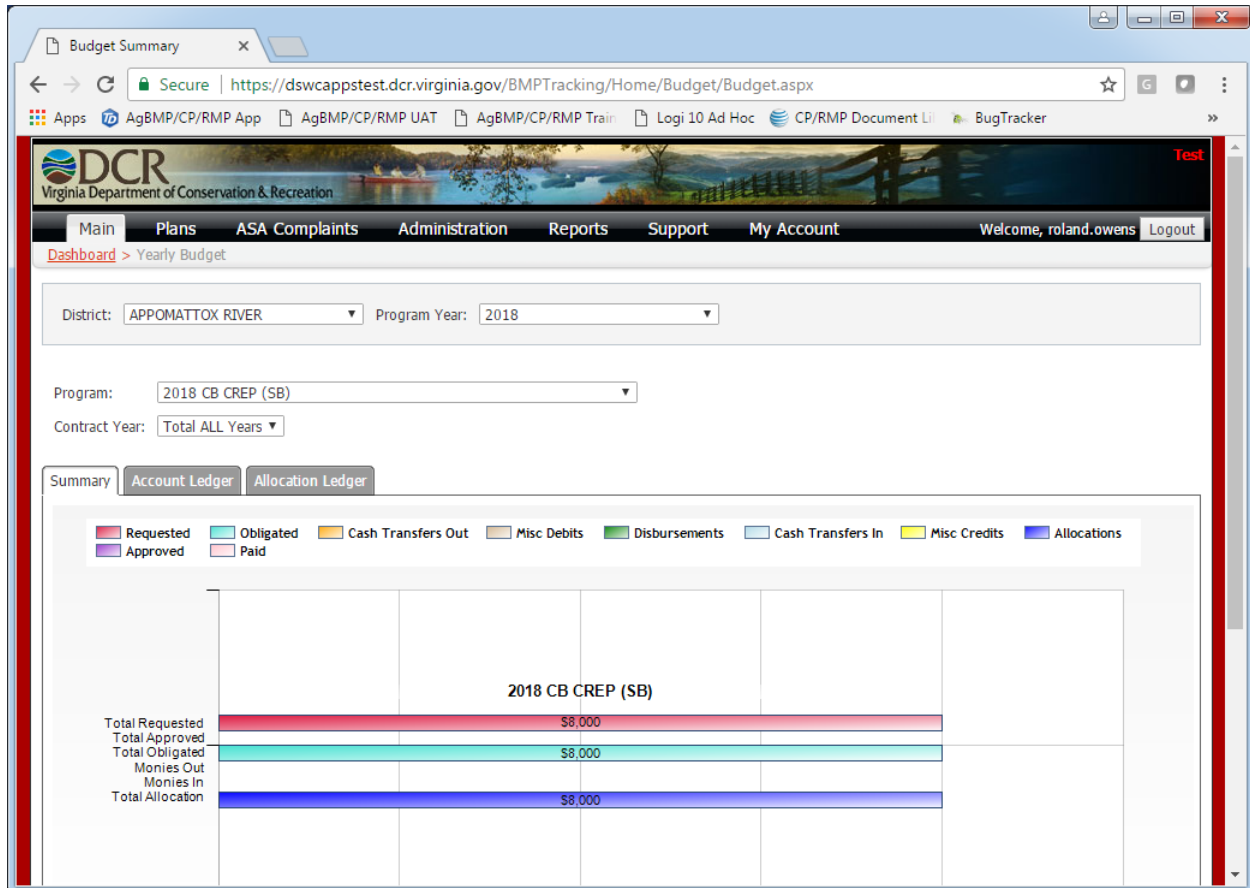 Budget Summary
Secure | https://dswcappstest.dcr.virginia.gov/BMPTracking/Home/Budget/Budget.aspx
G
Apps AgBMP/CP/RMP App AgBMP/CP/RMP UAT AgBMP/CP/RMP Train Logi 10 Ad Hoc CP/RMP Document Li BugTracker »
DCR Test
Virginia Department of Conservation & Recreation
Main Plans ASA Complaints Administration Reports Support My Account Welcome, roland.owens Logout
Dashboard > Yearly Budget
District: APPOMATTOX RIVER Program Year: 2018
Program: 2018 CB CREP (SB)
Contract Year: Total ALL Years
Summary Account Ledger Allocation Ledger
Requested Obligated Cash Transfers Out Misc Debits Disbursements Cash Transfers In Misc Credits Allocations
Approved Paid
2018 CB CREP (SB)
Total Requested $8,000
Total Approved
Total Obligated $8,000
Monies Out
Monies In
Total Allocation $8,000